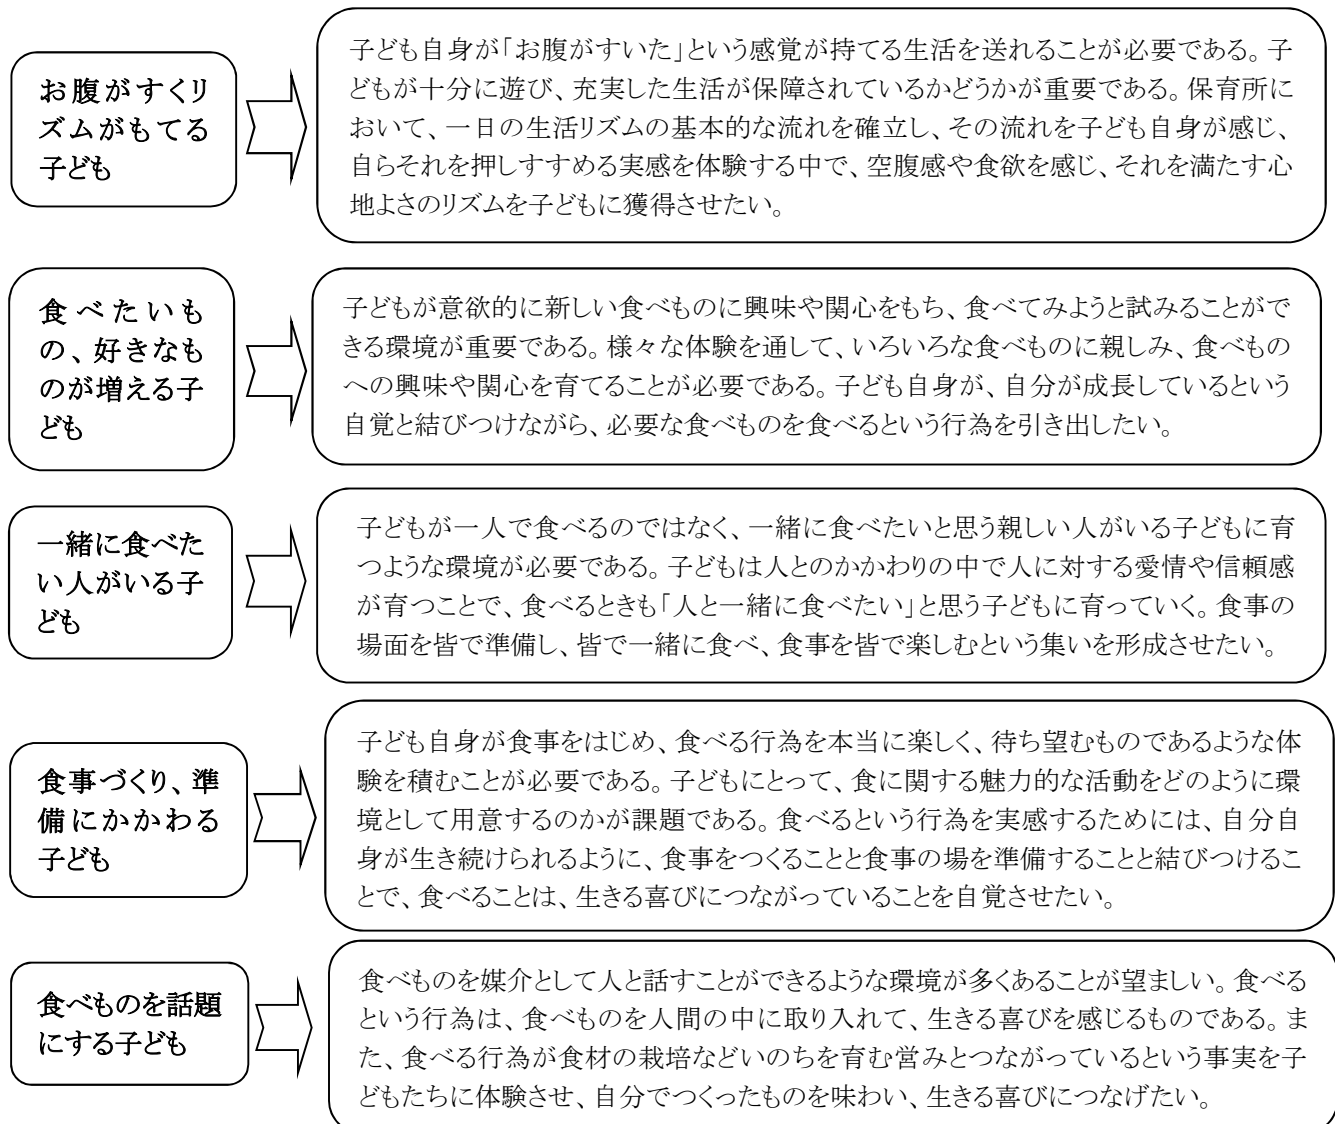 お腹がすくリ
ズムがもてる
子ども
子ども自身が「お腹がすいた」という感覚が持てる生活を送れることが必要である。子
どもが十分に遊び、充実した生活が保障されているかどうかが重要である。保育所に
おいて、一日の生活リズムの基本的な流れを確立し、その流れを子ども自身が感じ、
自らそれを押しすすめる実感を体験する中で、空腹感や食欲を感じ、それを満たす心
地よさのリズムを子どもに獲得させたい。
食べたいも
の、好きなも
のが増える子
ども
子どもが意欲的に新しい食べものに興味や関心をもち、食べてみようと試みることがで
きる環境が重要である。様々な体験を通して、いろいろな食べものに親しみ、食べもの
への興味や関心を育てることが必要である。子ども自身が、自分が成長しているという
自覚と結びつけながら、必要な食べものを食べるという行為を引き出したい。
一緒に食べた
い人がいる子
ども
子どもが一人で食べるのではなく、一緒に食べたいと思う親しい人がいる子どもに育
つような環境が必要である。子どもは人とのかかわりの中で人に対する愛情や信頼感
が育つことで、食べるときも「人と一緒に食べたい」と思う子どもに育っていく。食事の
場面を皆で準備し、皆で一緒に食べ、食事を皆で楽しむという集いを形成させたい。
食事づくり、準
備にかかわる
子ども
子ども自身が食事をはじめ、食べる行為を本当に楽しく、待ち望むものであるような体
験を積むことが必要である。子どもにとって、食に関する魅力的な活動をどのように環
境として用意するのかが課題である。食べるという行為を実感するためには、自分自
身が生き続けられるように、食事をつくることと食事の場を準備することと結びつけるこ
とで、食べることは、生きる喜びにつながっていることを自覚させたい。
食べものを話題
にする子ども
食べものを媒介として人と話すことができるような環境が多くあることが望ましい。食べる
という行為は、食べものを人間の中に取り入れて、生きる喜びを感じるものである。ま
た、食べる行為が食材の栽培などいのちを育む営みとつながっているという事実を子
どもたちに体験させ、自分でつくったものを味わい、生きる喜びにつなげたい。